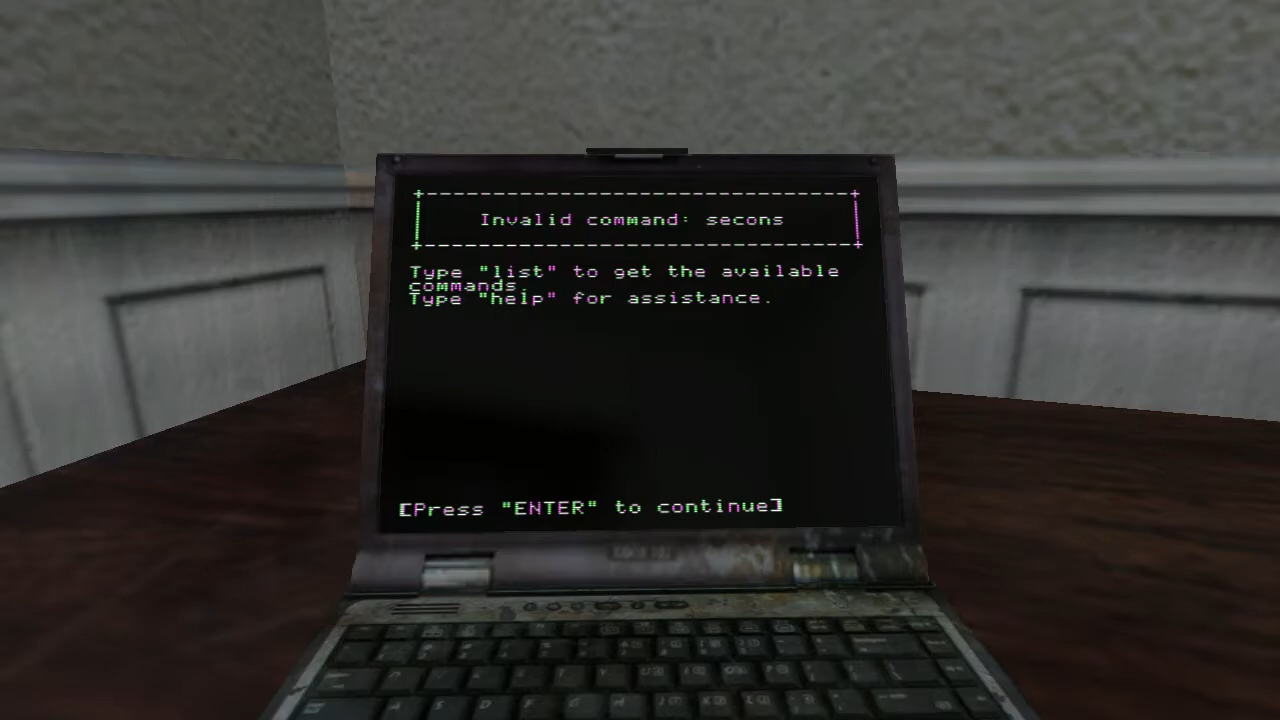 Invalid command: secons
Type "list" to get the available
commands.
Type "help" for assistance.
[Press "ENTER" to continue]